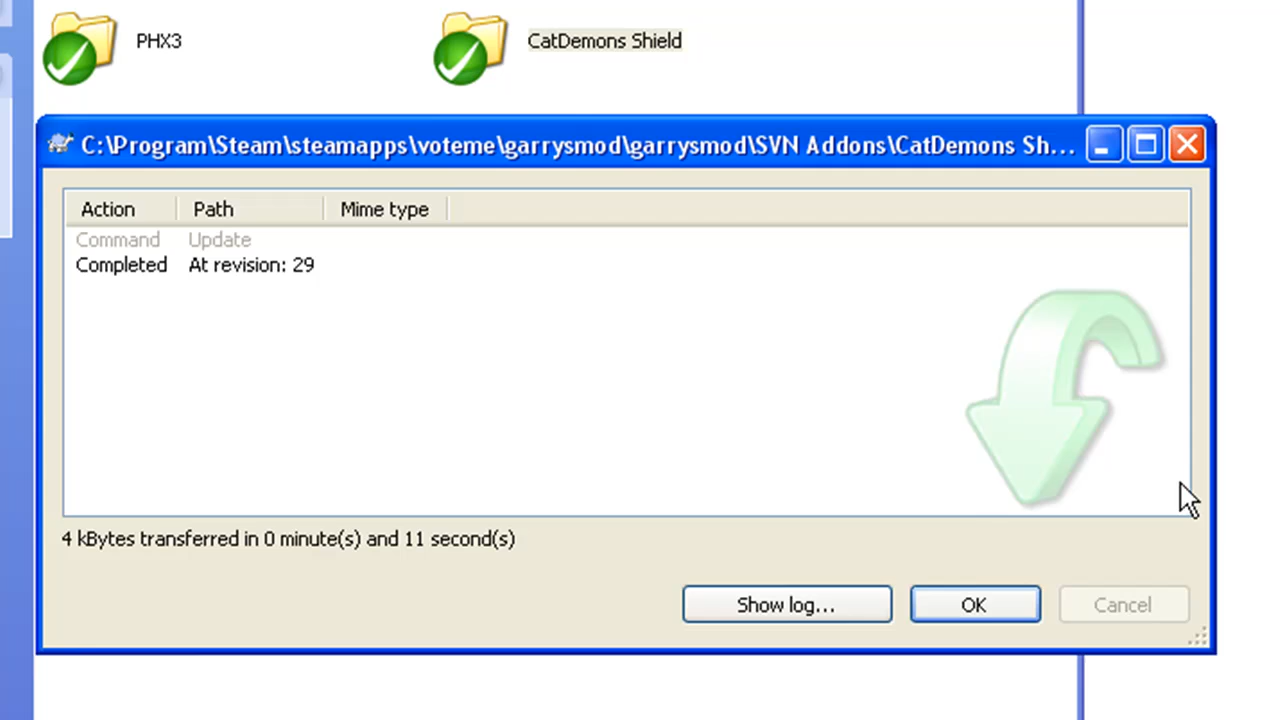 PHX3
CatDemons Shield
C:\Program\Steam\steamapps\voteme\garrysmod\garrysmod\SVN Addons\CatDemons Sh...
Action Path Mime type
Command Update
Completed At revision: 29
4 kBytes transferred in 0 minute(s) and 11 second(s)
Show log... OK Cancel